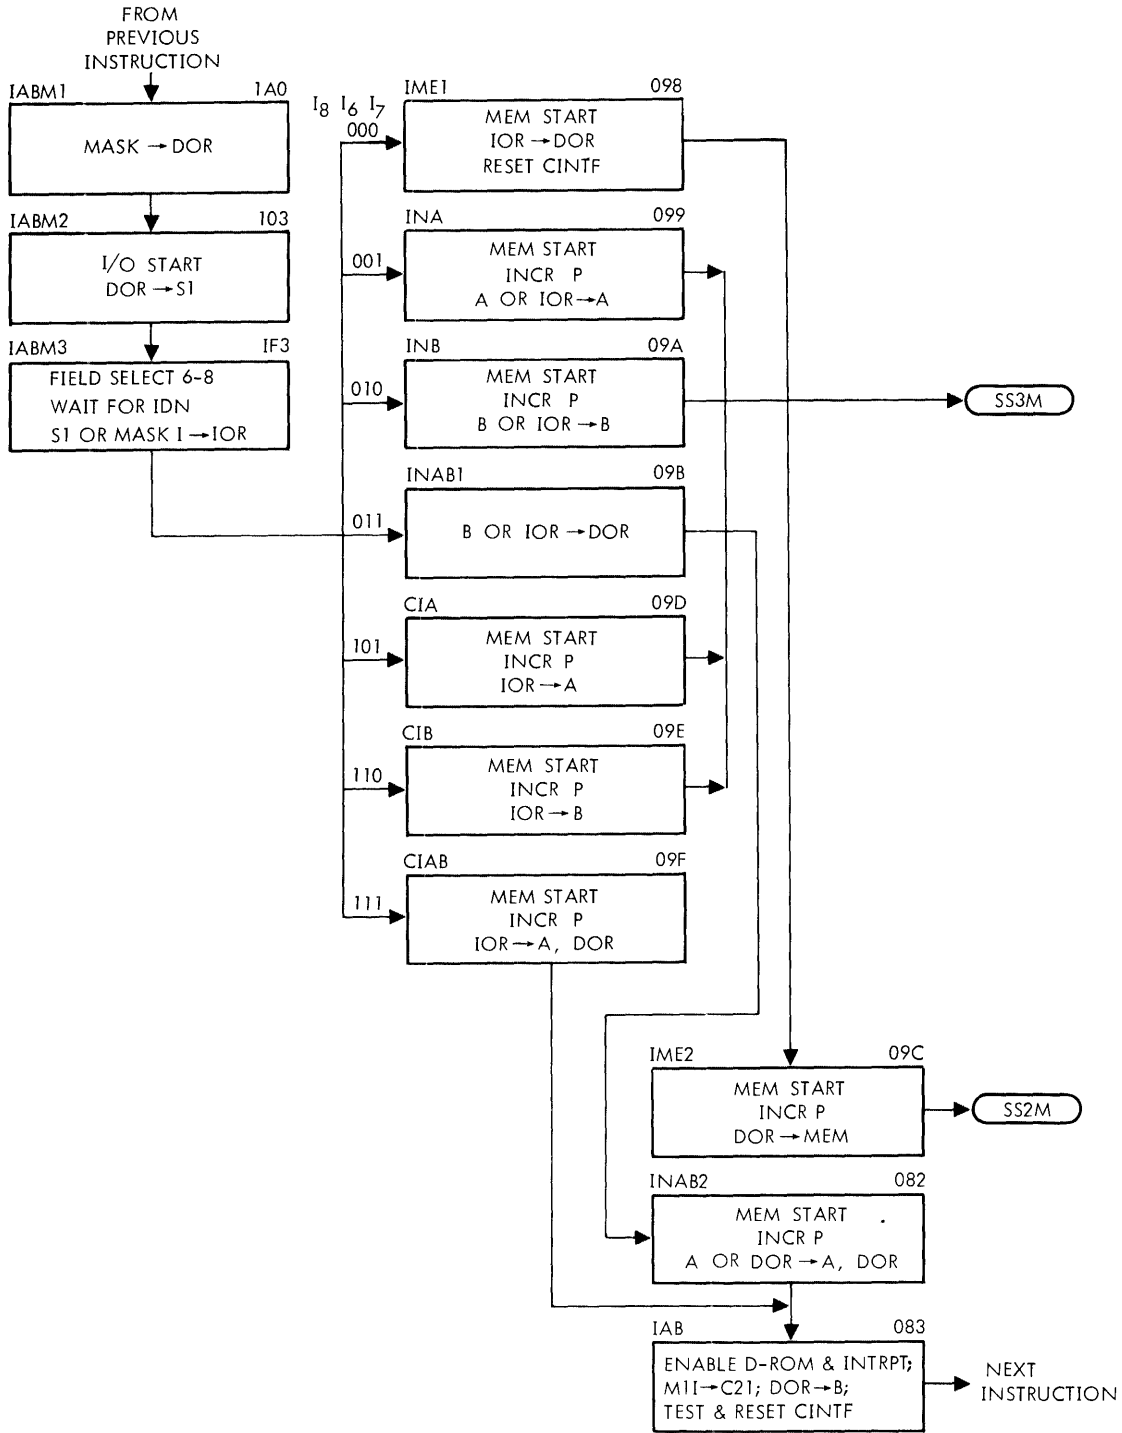 FROM
PREVIOUS
INSTRUCTION
IABM1 1A0
MASK → DOR
IABM2 103
I/O START
DOR → S1
IABM3 IF3
FIELD SELECT 6-8
WAIT FOR IDN
S1 OR MASK I → IOR
I8 I6 I7
000
IME1 098
MEM START
IOR → DOR
RESET CINTF
001
INA 099
MEM START
INCR P
A OR IOR → A
010
INB 09A
MEM START
INCR P
B OR IOR → B
SS3M
011
INAB1 09B
B OR IOR → DOR
101
CIA 09D
MEM START
INCR P
IOR → A
110
CIB 09E
MEM START
INCR P
IOR → B
111
CIAB 09F
MEM START
INCR P
IOR → A, DOR
IME2 09C
MEM START
INCR P
DOR → MEM
SS2M
INAB2 082
MEM START
INCR P
A OR DOR → A, DOR
IAB 083
ENABLE D-ROM & INTRPT;
M1I → C21; DOR → B;
TEST & RESET CINTF
NEXT
INSTRUCTION